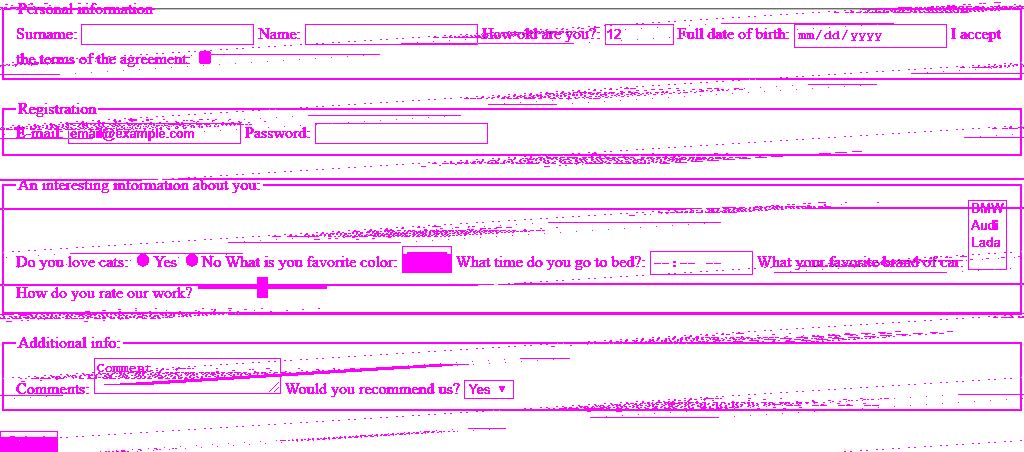 Personal information
Surname: Name: How old are you?: 12 Full date of birth: mm/dd/yyyy I accept
the terms of the agreement:
Registration
E-mail: email@example.com Password:
An interesting information about you:
BMW
Audi
Lada
Do you love cats: Yes No What is you favorite color: What time do you go to bed?: --:-- -- What your favorite brand of car:
How do you rate our work?
Additional info:
Comment
Comments: Would you recommend us? Yes